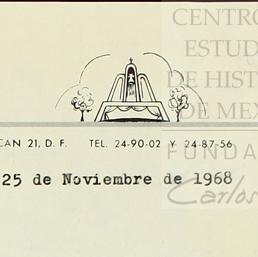 CENTRO
ESTUD
DE HIST
DE MEX
CAN 21, D. F. TEL. 24-90-02 Y 24-87-56
FUNDA
25 de Noviembre de 1968
Carlos